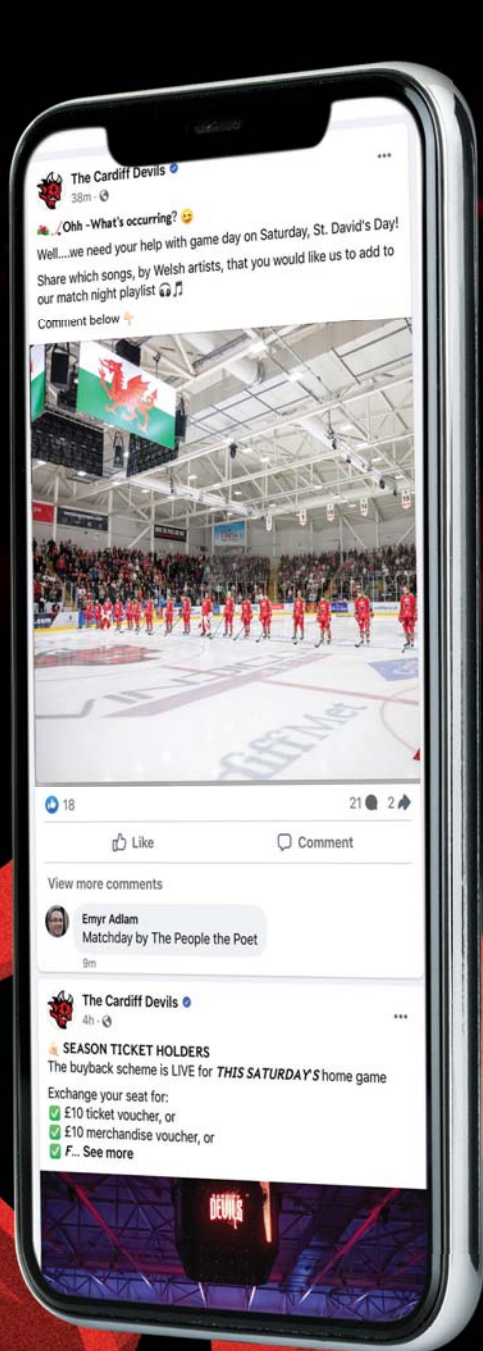 The Cardiff Devils
38m
Ohh -What's occurring? 😄
Well....we need your help with game day on Saturday, St. David's Day!
Share which songs, by Welsh artists, that you would like us to add to
our match night playlist 🎧🎵
Comment below 👇🏻
CardiffMet
18
21 2
Like
Comment
View more comments
Emyr Adlam
Matchday by The People the Poet
9m
The Cardiff Devils
4h
SEASON TICKET HOLDERS
The buyback scheme is LIVE for THIS SATURDAY'S home game
Exchange your seat for:
✅ £10 ticket voucher, or
✅ £10 merchandise voucher, or
✅ F... See more
DEVILS